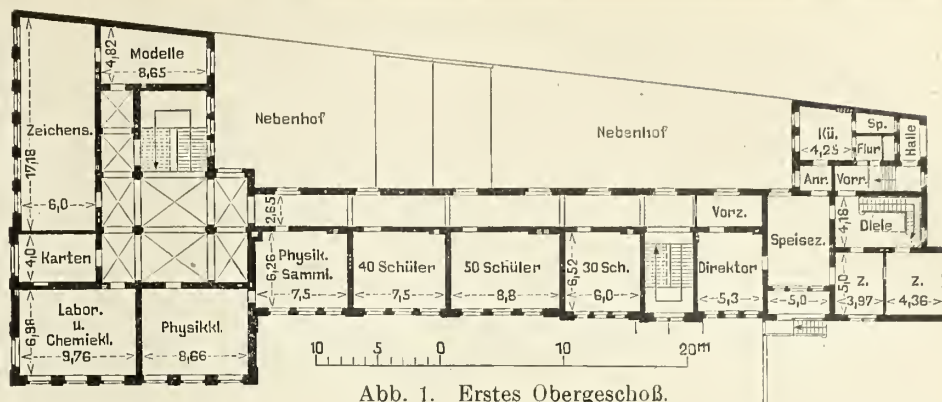 4,82
Modelle
8,65
Zeichens.
17,18
6,0
Nebenhof
Nebenhof
Kü.
4,25
Sp.
Flur
Halle
Anr.
Vorr.
4,0
Karten
2,65
Vorz.
Speisez.
4,18
Diele
6,26
Physik.
Samml.
7,5
40 Schüler
7,5
50 Schüler
8,8
6,52
30 Sch.
6,0
Direktor
5,3
5,0
5,0
Z.
3,97
Z.
4,36
6,98
Labor.
u.
Chemiekl.
9,76
Physikkl.
8,66
10 5 0 10 20m
Abb. 1. Erstes Obergeschoß.